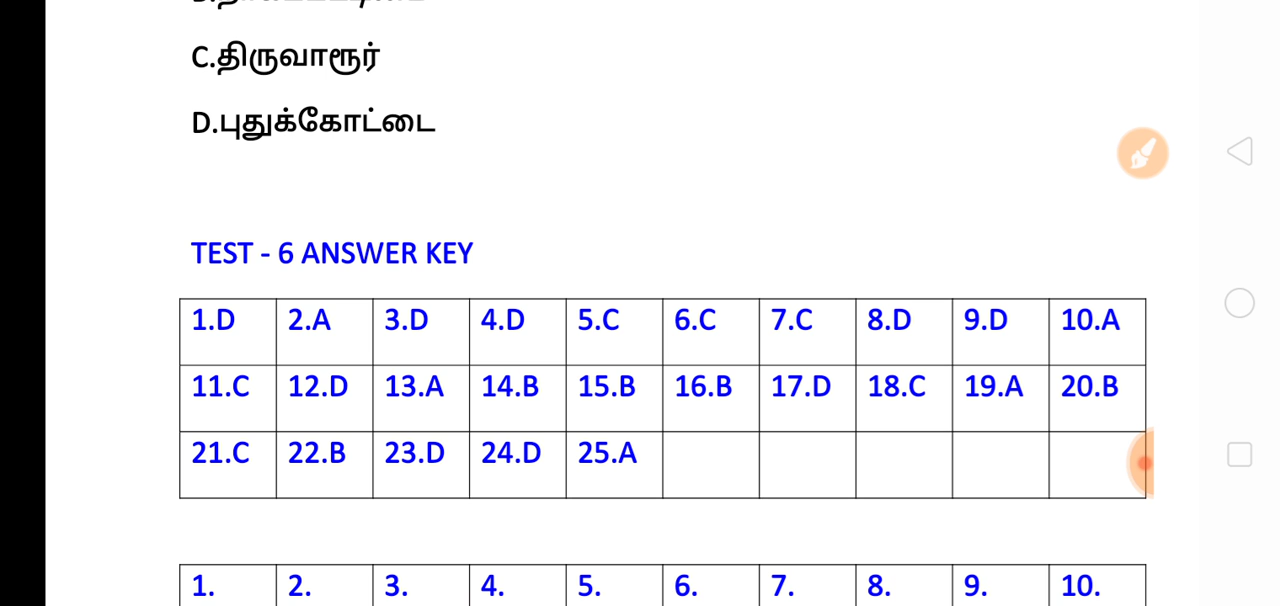 C.திருவாரூர்
D.புதுக்கோட்டை
TEST - 6 ANSWER KEY
1.D 2.A 3.D 4.D 5.C 6.C 7.C 8.D 9.D 10.A
11.C 12.D 13.A 14.B 15.B 16.B 17.D 18.C 19.A 20.B
21.C 22.B 23.D 24.D 25.A
1. 2. 3. 4. 5. 6. 7. 8. 9. 10.